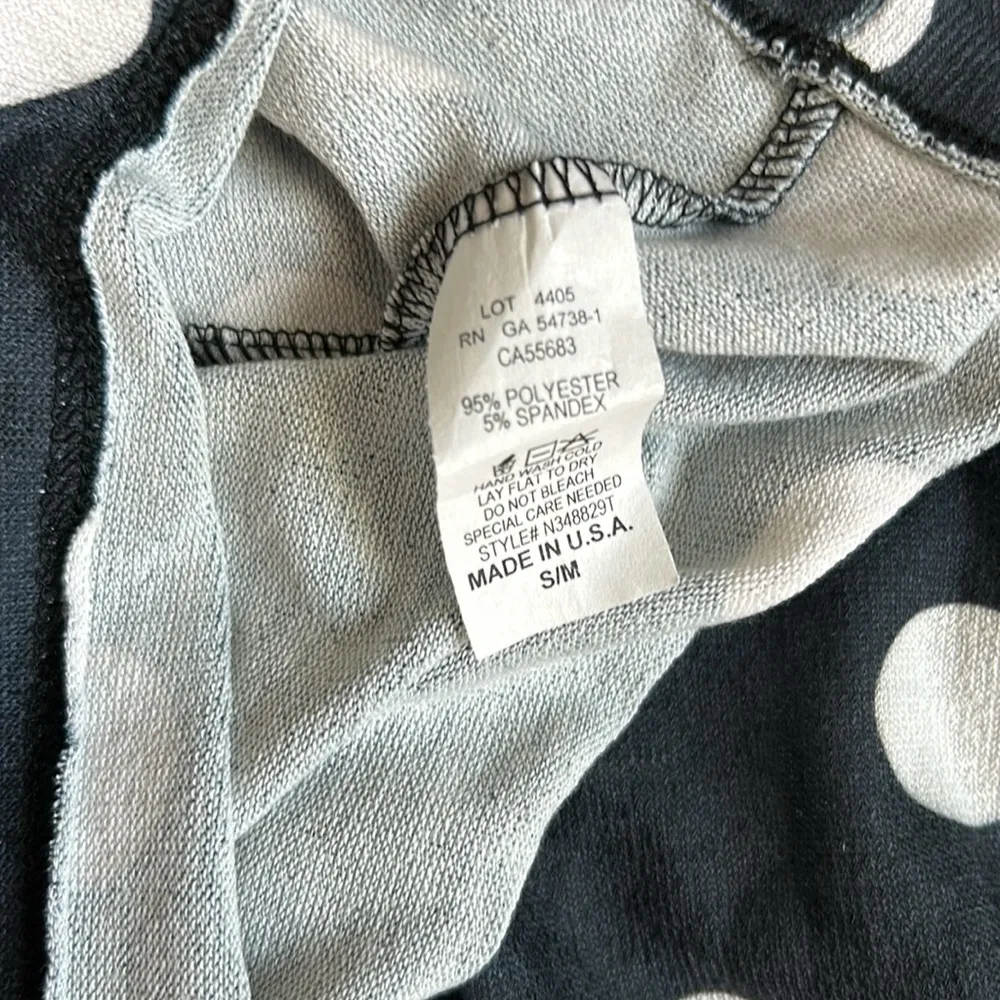 LOT 4405
RN GA 54738-1
CA55683
95% POLYESTER
5% SPANDEX
HAND WASH COLD
LAY FLAT TO DRY
DO NOT BLEACH
SPECIAL CARE NEEDED
STYLE# N348829T
MADE IN U.S.A.
S/M